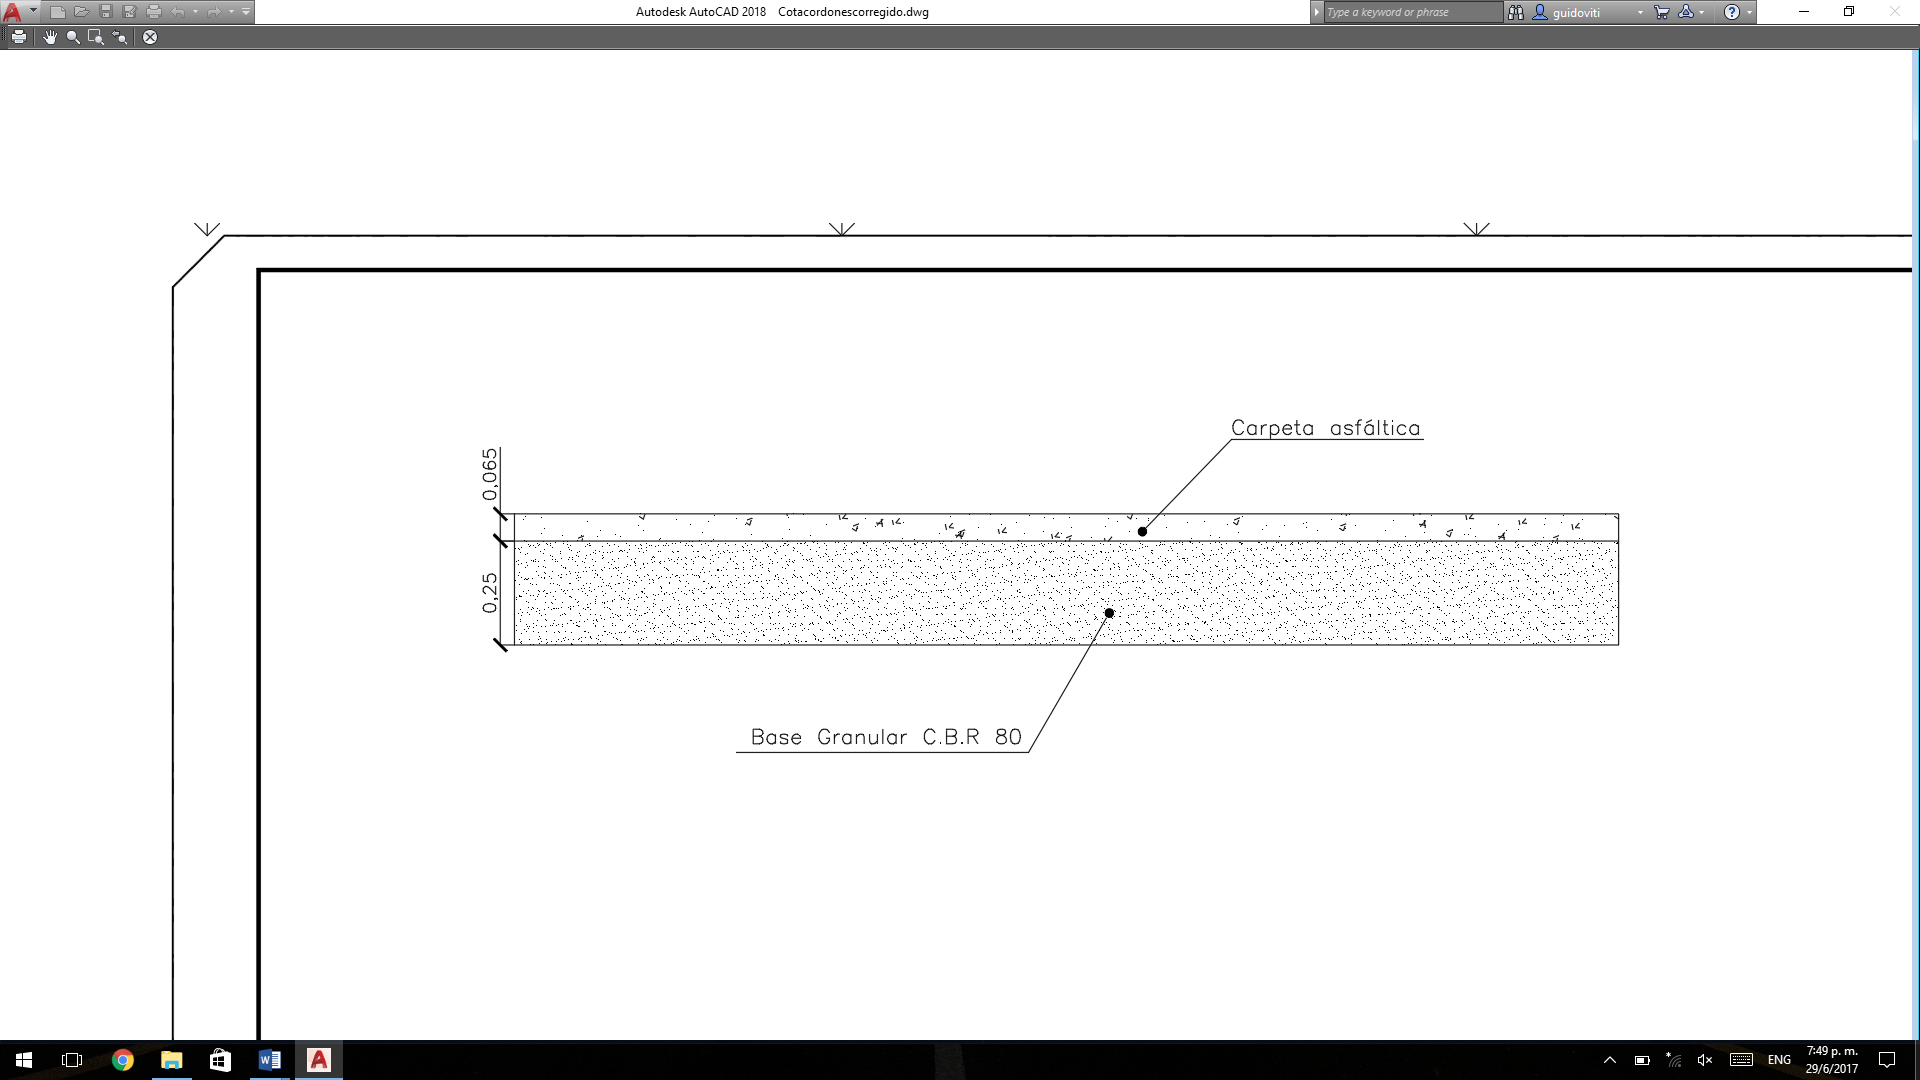 Autodesk AutoCAD 2018 Cotacordonescorregido.dwg
Type a keyword or phrase
guidoviti
Carpeta asfáltica
0,065
0,25
Base Granular C.B.R 80
ENG
7:49 p. m.
29/6/2017